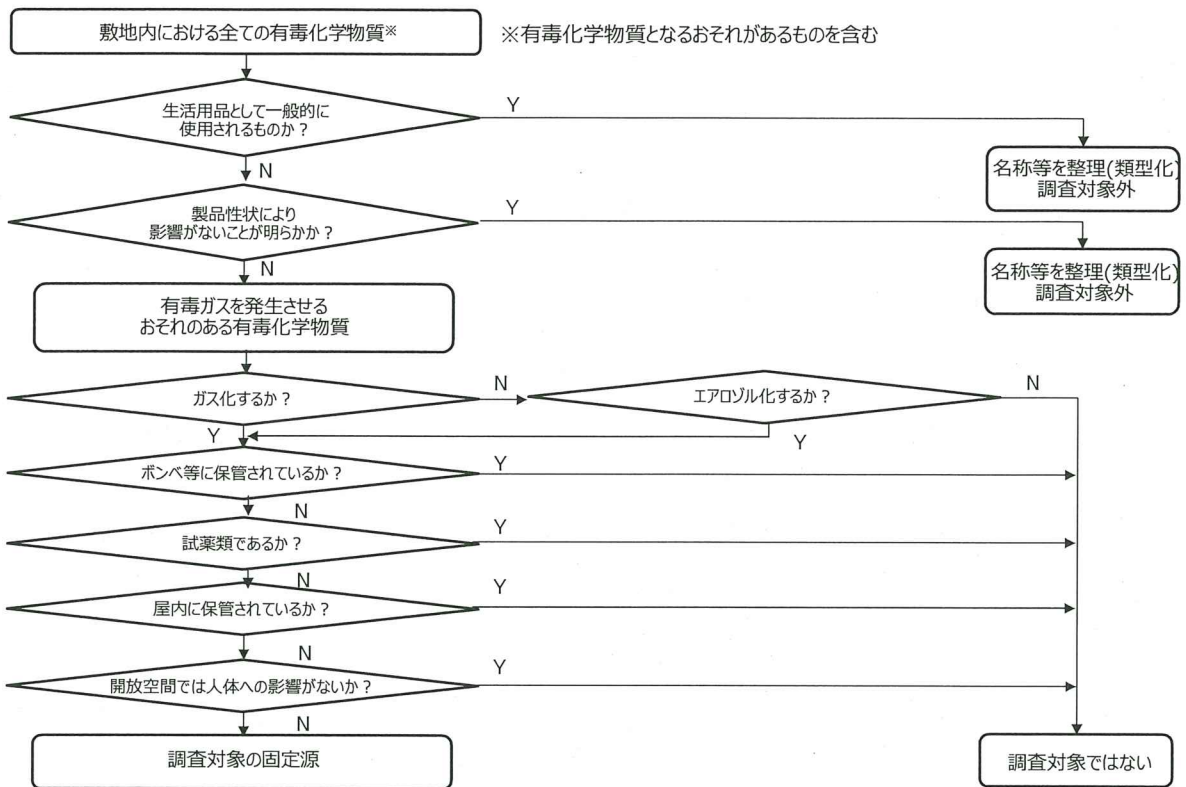 敷地内における全ての有毒化学物質※
※有毒化学物質となるおそれがあるものを含む
生活用品として一般的に
使用されるものか？
Y
N
名称等を整理(類型化)
調査対象外
製品性状により
影響がないことが明らかか？
Y
N
名称等を整理(類型化)
調査対象外
有毒ガスを発生させる
おそれのある有毒化学物質
ガス化するか？
N
エアロゾル化するか？
N
Y
Y
ボンベ等に保管されているか？
Y
N
試薬類であるか？
Y
N
屋内に保管されているか？
Y
N
開放空間では人体への影響がないか？
Y
N
調査対象の固定源
調査対象ではない